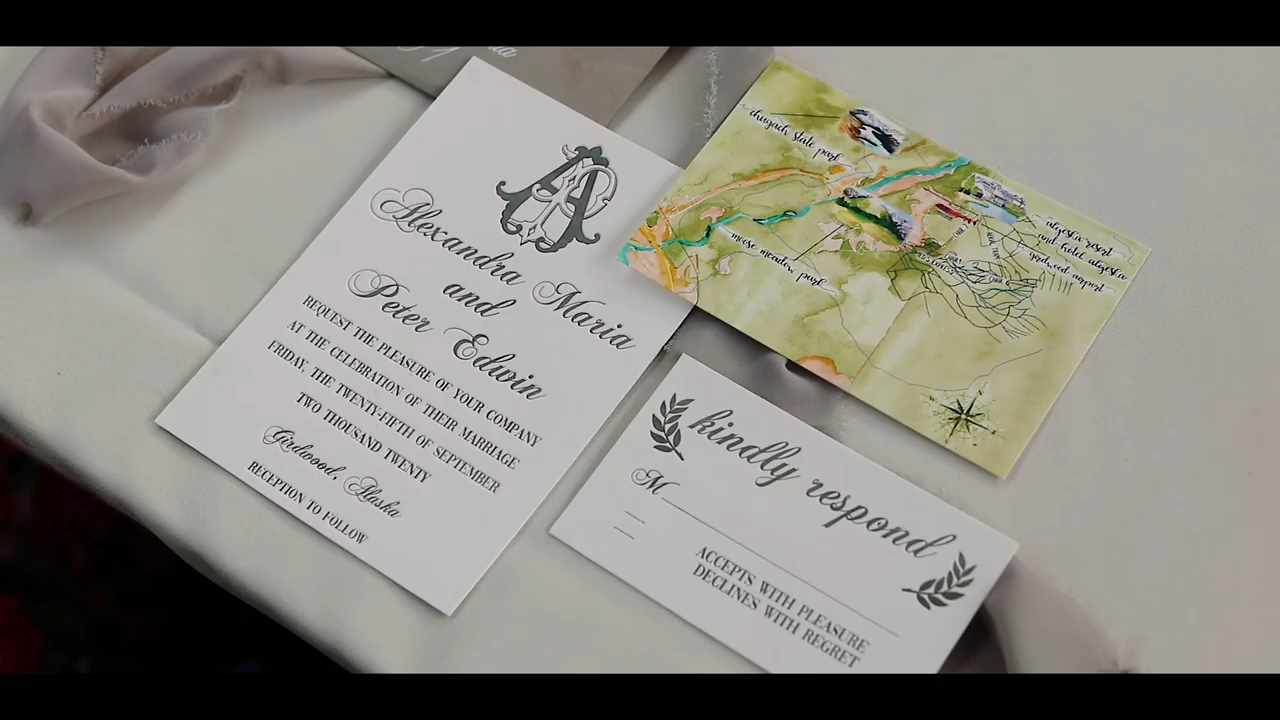 Alexandra Maria
and
Peter Edwin
REQUEST THE PLEASURE OF YOUR COMPANY
AT THE CELEBRATION OF THEIR MARRIAGE
FRIDAY, THE TWENTY-FIFTH OF SEPTEMBER
TWO THOUSAND TWENTY
Girdwood, Alaska
RECEPTION TO FOLLOW
chugach state park
moose meadow park
alyeska resort
and hotel alyeska
girdwood airport
kindly respond
M
ACCEPTS WITH PLEASURE
DECLINES WITH REGRET